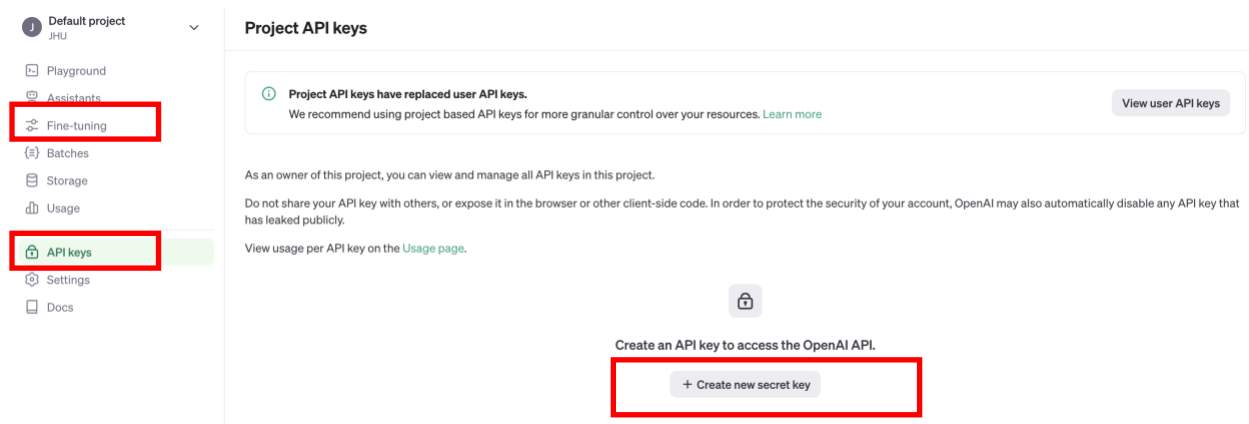 J
Default project
JHU
Playground
Assistants
Fine-tuning
Batches
Storage
Usage
API keys
Settings
Docs
Project API keys
Project API keys have replaced user API keys.
We recommend using project based API keys for more granular control over your resources. Learn more
View user API keys
As an owner of this project, you can view and manage all API keys in this project.
Do not share your API key with others, or expose it in the browser or other client-side code. In order to protect the security of your account, OpenAI may also automatically disable any API key that
has leaked publicly.
View usage per API key on the Usage page.
Create an API key to access the OpenAI API.
+ Create new secret key